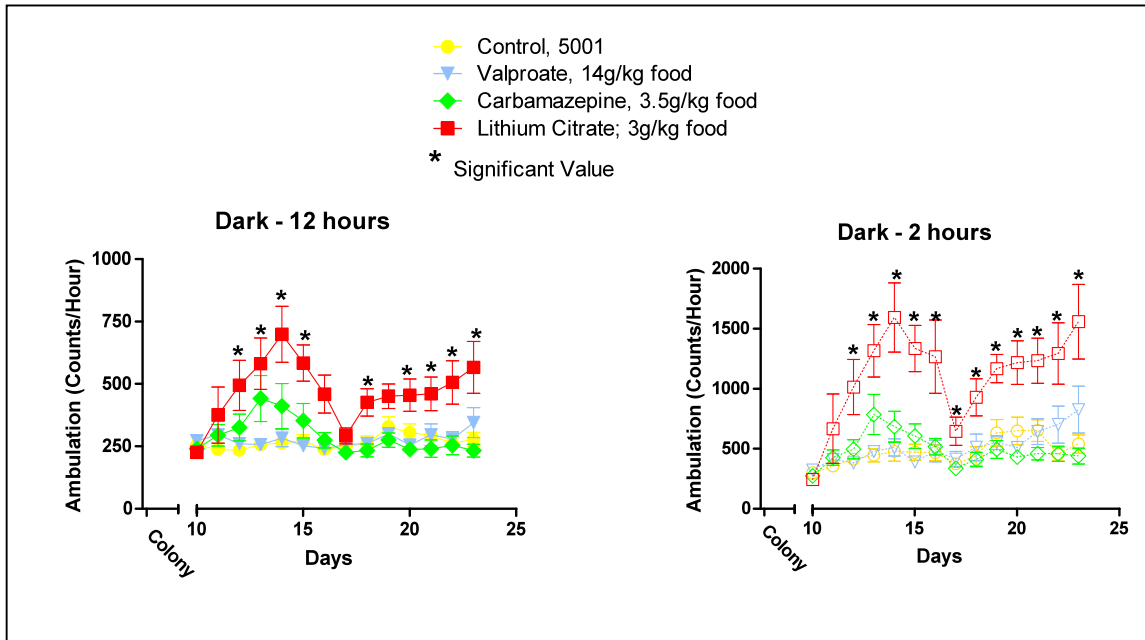 Control, 5001
Valproate, 14g/kg food
Carbamazepine, 3.5g/kg food
Lithium Citrate; 3g/kg food
* Significant Value
Dark - 12 hours
Ambulation (Counts/Hour)
1000
750
500
250
0
* * * * * * * * *
Colony
10 15 20 25
Days
Dark - 2 hours
Ambulation (Counts/Hour)
2000
1500
1000
500
0
* * * * * * * * * * * *
Colony
10 15 20 25
Days